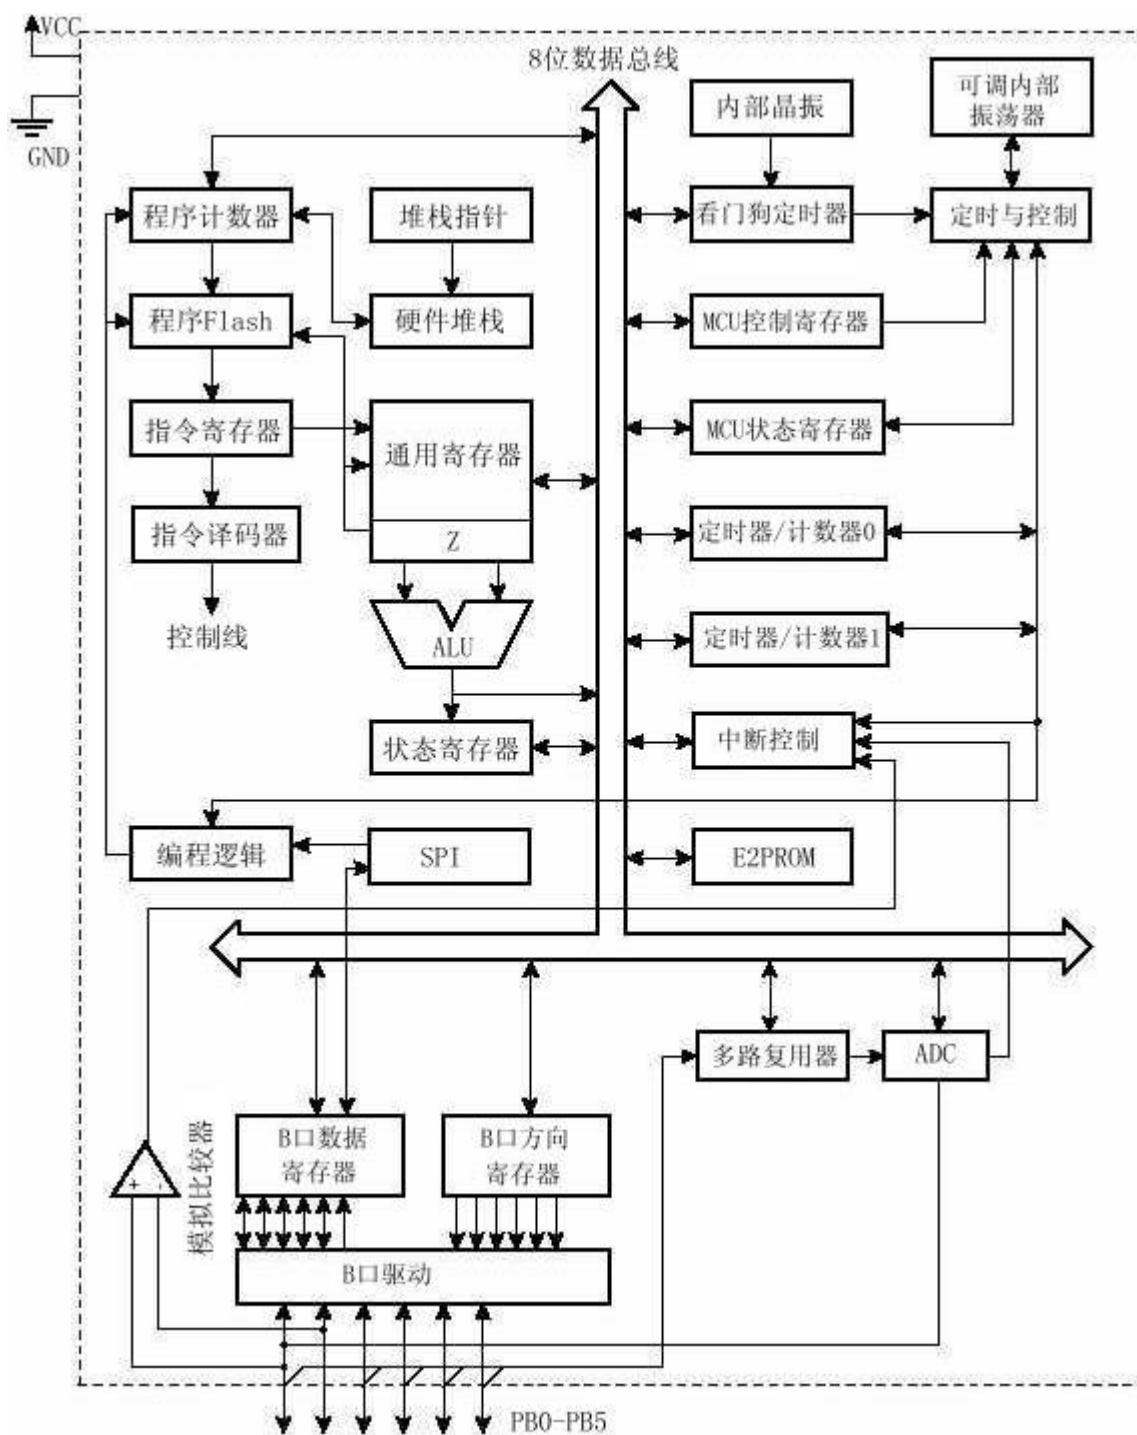 VCC
8位数据总线
GND
内部晶振
可调内部
振荡器
程序计数器
堆栈指针
看门狗定时器
定时与控制
程序Flash
硬件堆栈
MCU控制寄存器
指令寄存器
通用寄存器
MCU状态寄存器
指令译码器
Z
定时器/计数器0
控制线
ALU
定时器/计数器1
状态寄存器
中断控制
编程逻辑
SPI
E2PROM
多路复用器
ADC
模拟比较器
+ -
B口数据
寄存器
B口方向
寄存器
B口驱动
PB0-PB5